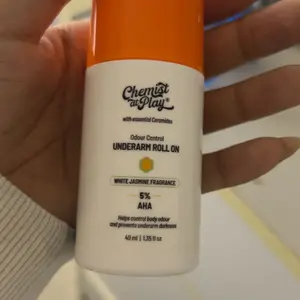 Chemist
at Play®
with essential Ceramides
Odour Control
UNDERARM ROLL ON
WHITE JASMINE FRAGRANCE
5%
AHA
Helps control body odour
and prevents underarm darkness
40 ml | 1.35 fl oz